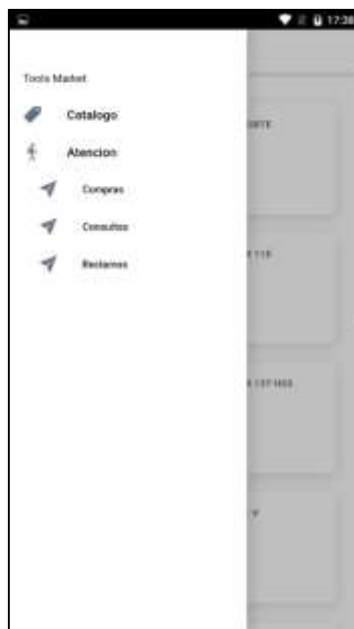 17:38
Tools Market
Catalogo
Atencion
Compras
Consultas
Reclamos